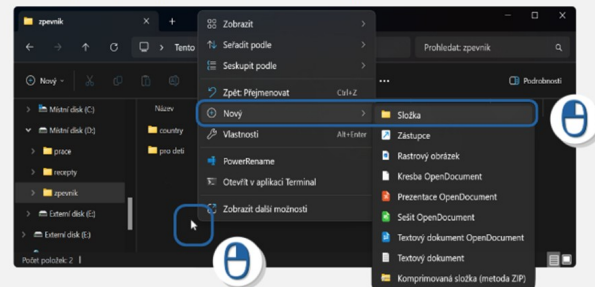 zpevnik
Tento
Prohledat: zpevnik
Nový
Podrobnosti
Místní disk (C:)
Místní disk (D:)
prace
recepty
zpevnik
Externí disk (E:)
Externí disk (E:)
Počet položek: 2
Název
country
pro deti
Zobrazit
Seřadit podle
Seskupit podle
Zpět: Přejmenovat Ctrl+Z
Nový
Vlastnosti Alt+Enter
PowerRename
Otevřít v aplikaci Terminal
Zobrazit další možnosti
Složka
Zástupce
Rastrový obrázek
Kresba OpenDocument
Prezentace OpenDocument
Sešit OpenDocument
Textový dokument OpenDocument
Textový dokument
Komprimovaná složka (metoda ZIP)